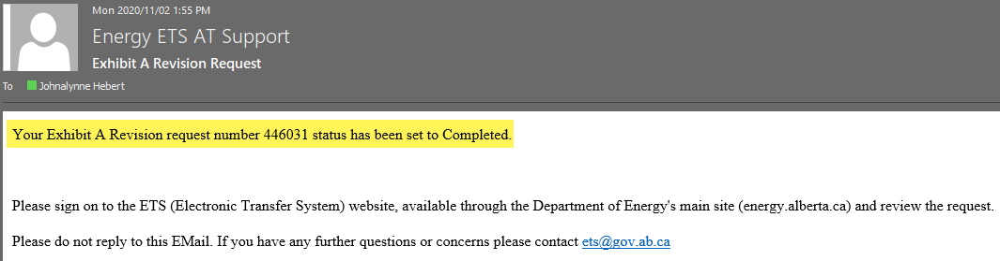 Mon 2020/11/02 1:55 PM
Energy ETS AT Support
Exhibit A Revision Request
To Johnalynne Hebert
Your Exhibit A Revision request number 446031 status has been set to Completed.
Please sign on to the ETS (Electronic Transfer System) website, available through the Department of Energy's main site (energy.alberta.ca) and review the request.
Please do not reply to this EMail. If you have any further questions or concerns please contact ets@gov.ab.ca